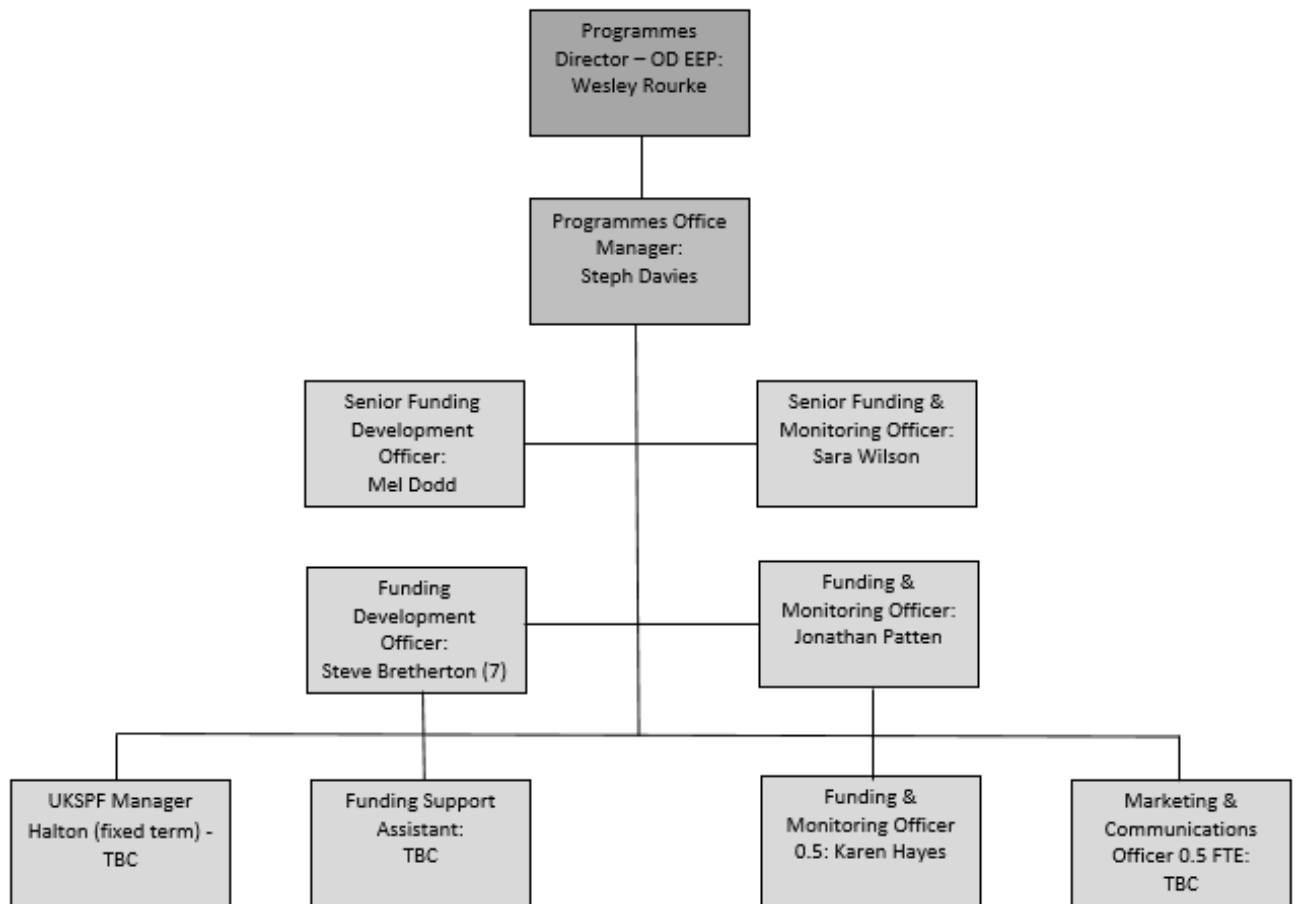 Programmes
Director – OD EEP:
Wesley Rourke
Programmes Office
Manager:
Steph Davies
Senior Funding
Development
Officer:
Mel Dodd
Senior Funding &
Monitoring Officer:
Sara Wilson
Funding
Development
Officer:
Steve Bretherton (7)
Funding &
Monitoring Officer:
Jonathan Patten
UKSPF Manager
Halton (fixed term) -
TBC
Funding Support
Assistant:
TBC
Funding &
Monitoring Officer
0.5: Karen Hayes
Marketing &
Communications
Officer 0.5 FTE:
TBC